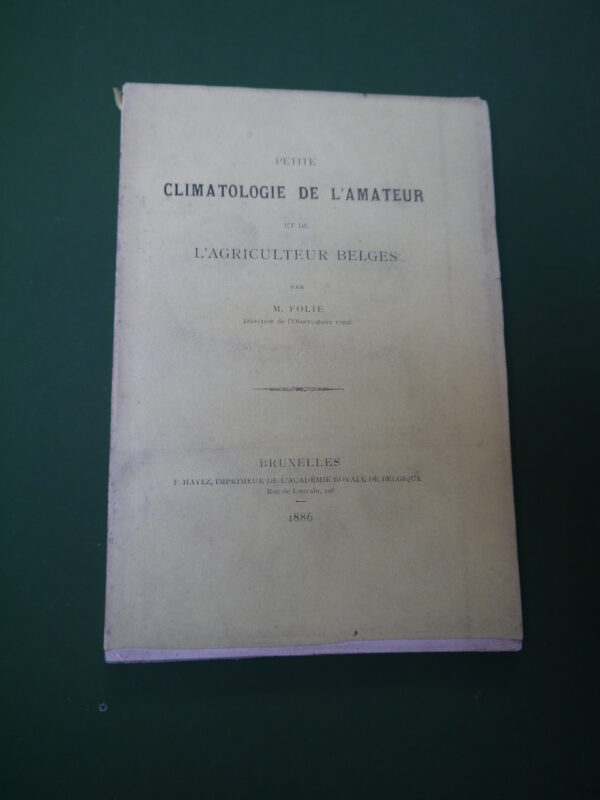 PETITE
CLIMATOLOGIE DE L'AMATEUR
ET DE
L'AGRICULTEUR BELGES
PAR
M. FOLIE
Directeur de l'Observatoire royal
BRUXELLES
F. HAYEZ, IMPRIMEUR DE L'ACADÉMIE ROYALE DE BELGIQUE
Rue de Louvain, 108
1886